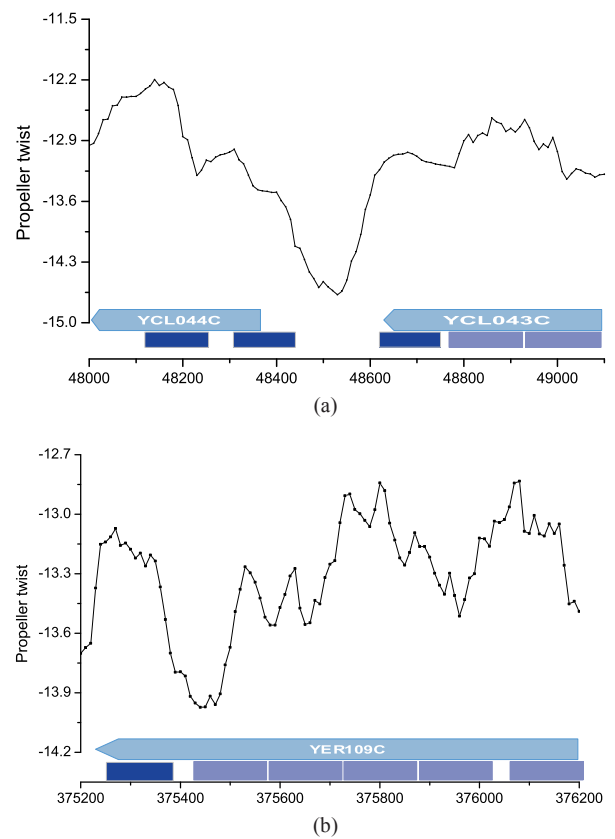 -11.5
-12.2
-12.9
-13.6
-14.3
-15.0
Propeller twist
YCL044C YCL043C
48000 48200 48400 48600 48800 49000
(a)
-12.7
-13.0
-13.3
-13.6
-13.9
-14.2
Propeller twist
YER109C
375200 375400 375600 375800 376000 376200
(b)